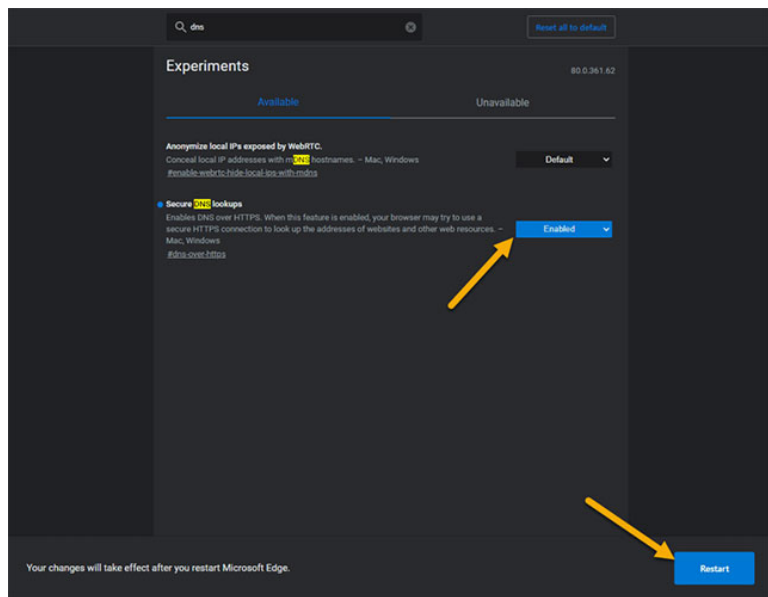 dns
Reset all to default
Experiments
80.0.361.62
Available
Unavailable
Anonymize local IPs exposed by WebRTC.
Conceal local IP addresses with mDNS hostnames. – Mac, Windows
#enable-webrtc-hide-local-ips-with-mdns
Default
Secure DNS lookups
Enables DNS over HTTPS. When this feature is enabled, your browser may try to use a
secure HTTPS connection to look up the addresses of websites and other web resources. –
Mac, Windows
#dns-over-https
Enabled
Your changes will take effect after you restart Microsoft Edge.
Restart